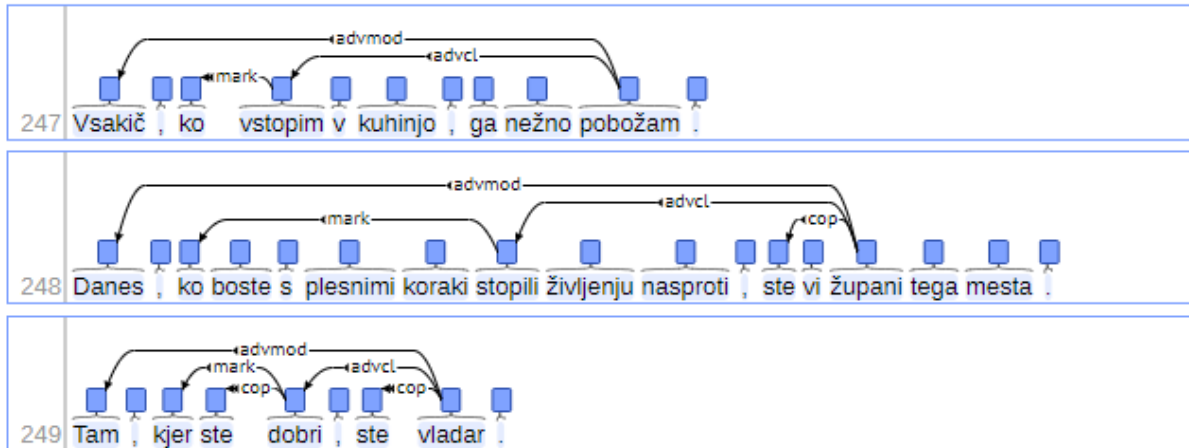 advmod
advcl
mark
247 Vsakič , ko vstopim v kuhinjo , ga nežno pobožam .
advmod
advcl
mark
cop
248 Danes , ko boste s plesnimi koraki stopili življenju nasproti , ste vi župani tega mesta .
advmod
mark advcl
cop cop
249 Tam , kjer ste dobri , ste vladar .